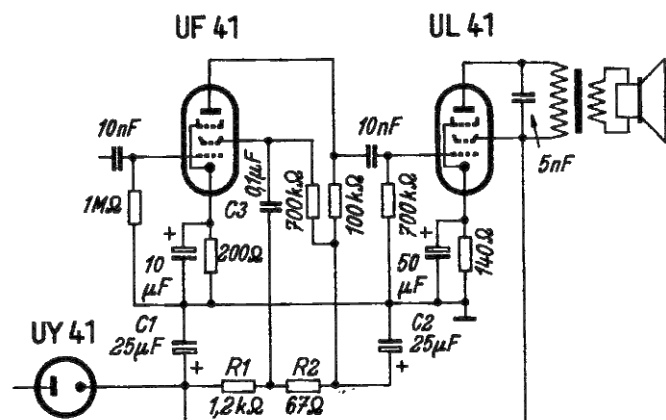 UF 41
UL 41
10nF
0,1µF
C3
700kΩ
100kΩ
10nF
5nF
1MΩ
+
10
µF
200Ω
700kΩ
+
50
µF
140Ω
UY 41
C1
25µF
+
R1
1,2kΩ
R2
67Ω
C2
25µF
+